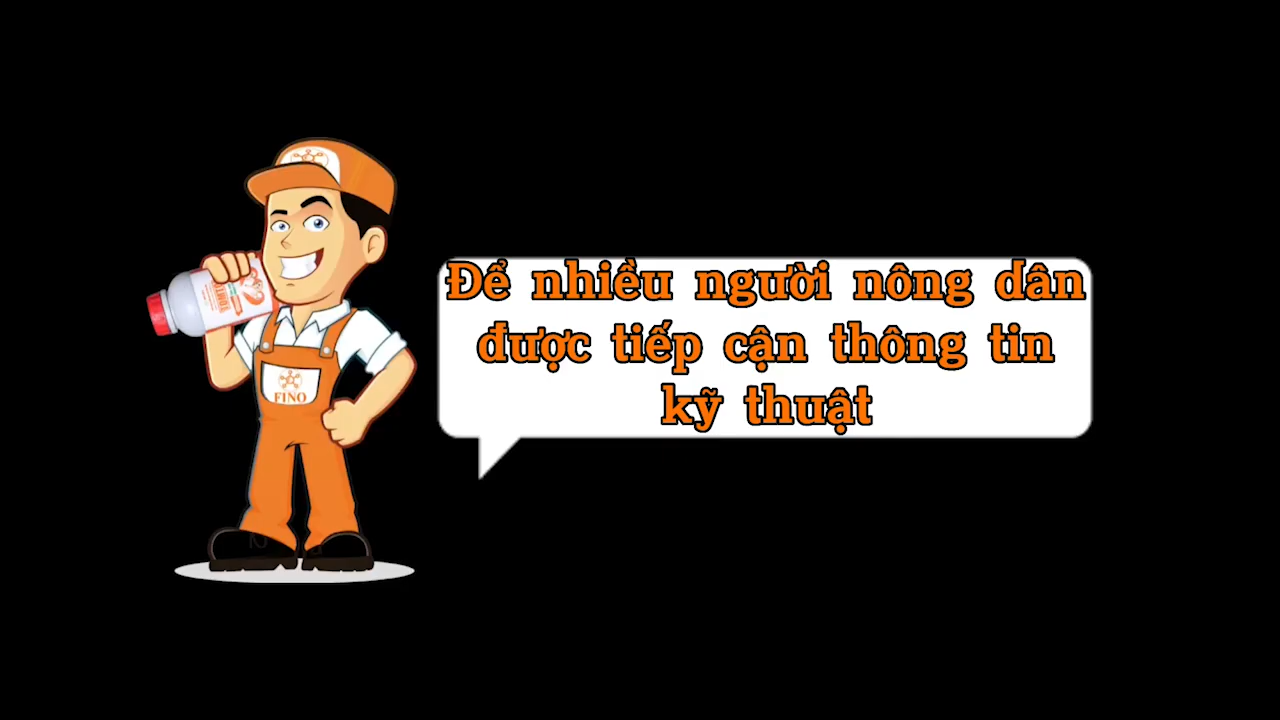 Để nhiều người nông dân
được tiếp cận thông tin
kỹ thuật
FINO